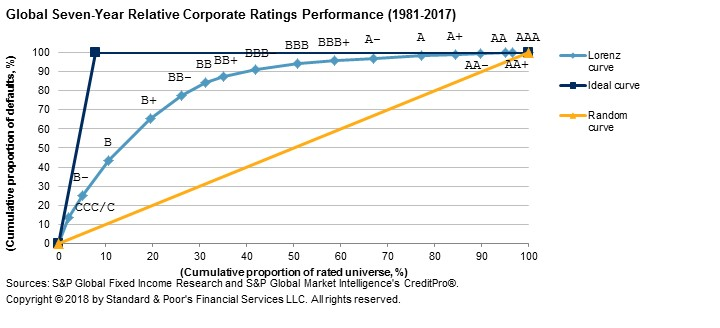 Global Seven-Year Relative Corporate Ratings Performance (1981-2017)
(Cumulative proportion of defaults, %)
100
90
80
70
60
50
40
30
20
10
0
CCC/C
B−
B
B+
BB−
BB
BB+
BBB−
BBB
BBB+
A−
A
A+
AA−
AA
AA+
AAA
0 10 20 30 40 50 60 70 80 90 100
(Cumulative proportion of rated universe, %)
Lorenz
curve
Ideal curve
Random
curve
Sources: S&P Global Fixed Income Research and S&P Global Market Intelligence's CreditPro®.
Copyright © 2018 by Standard & Poor's Financial Services LLC. All rights reserved.